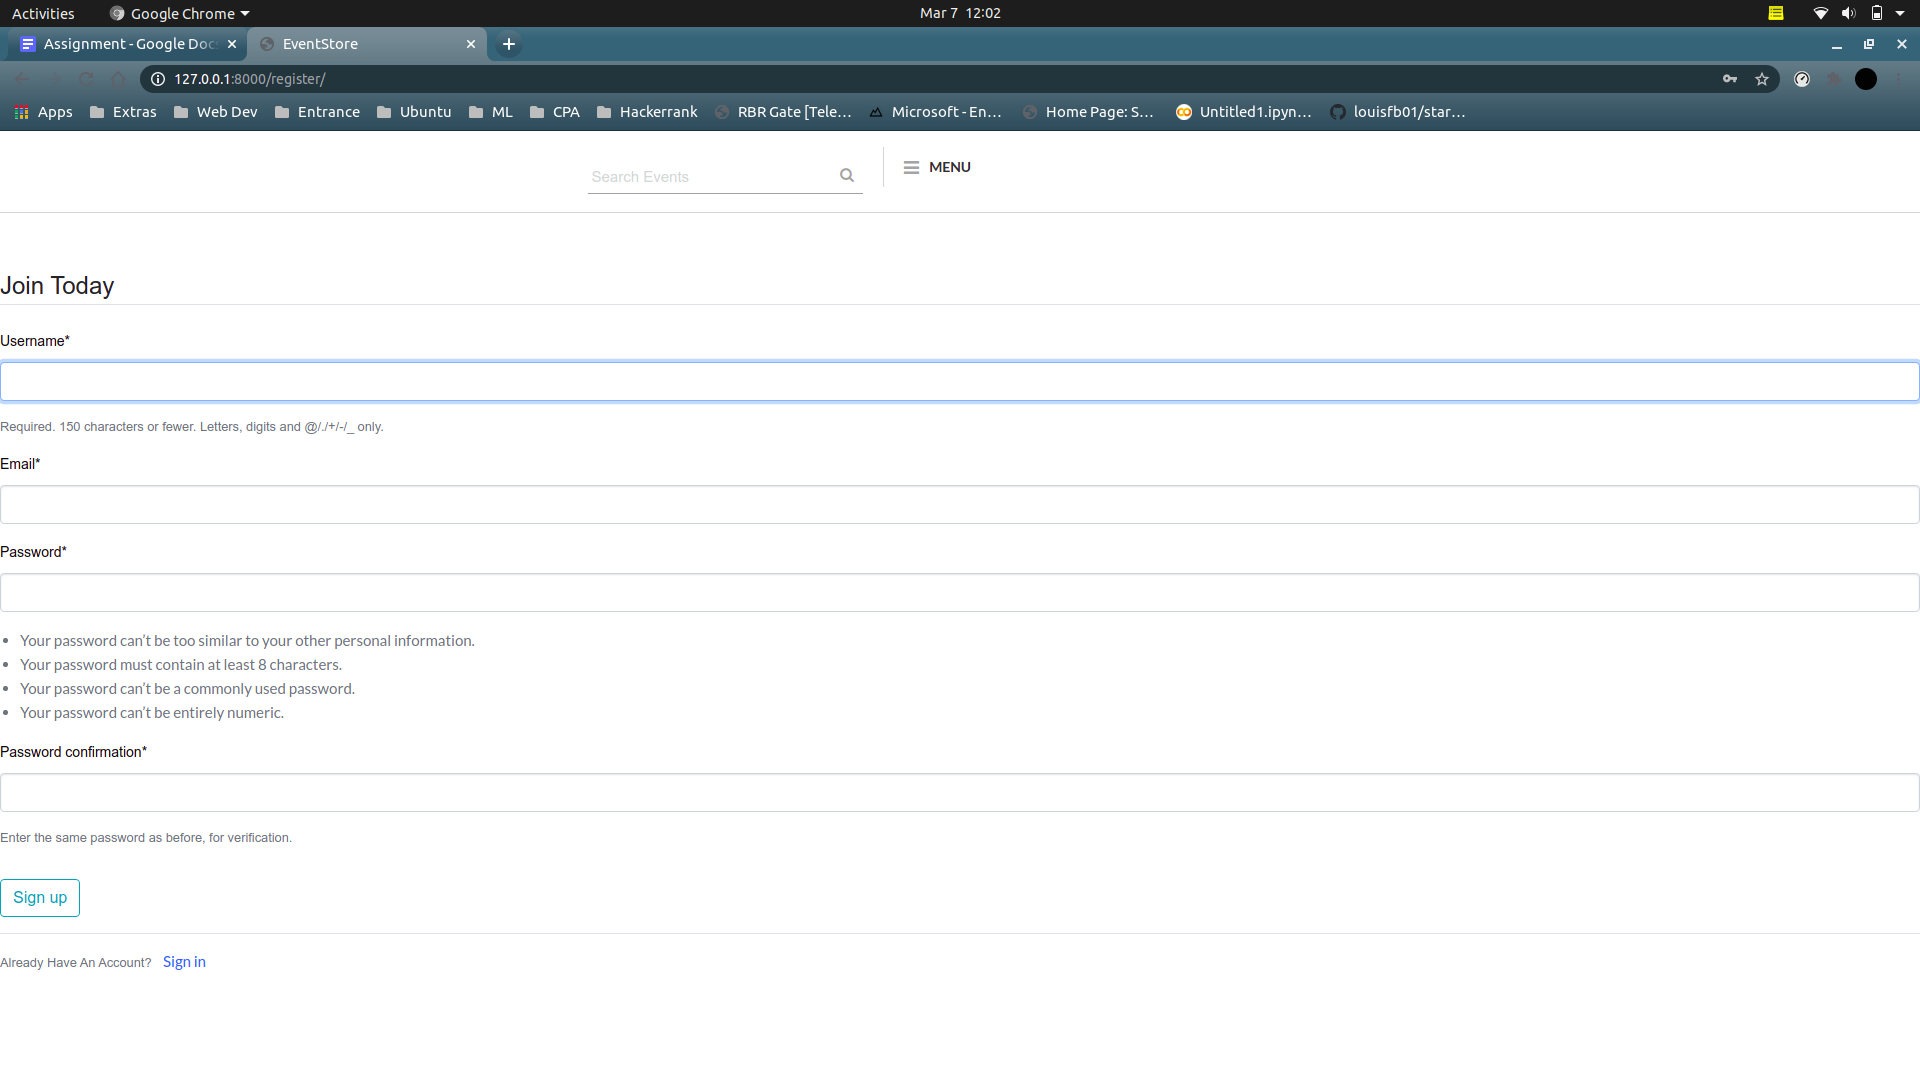 Activities Google Chrome Mar 7 12:02
Assignment - Google Doc EventStore
127.0.0.1:8000/register/
Apps Extras Web Dev Entrance Ubuntu ML CPA Hackerrank RBR Gate [Tele... Microsoft - En... Home Page: S... Untitled1.ipyn... louisfb01/star...
Search Events MENU
Join Today
Username*
Required. 150 characters or fewer. Letters, digits and @/./+/-/_ only.
Email*
Password*
• Your password can’t be too similar to your other personal information.
• Your password must contain at least 8 characters.
• Your password can’t be a commonly used password.
• Your password can’t be entirely numeric.
Password confirmation*
Enter the same password as before, for verification.
Sign up
Already Have An Account? Sign in